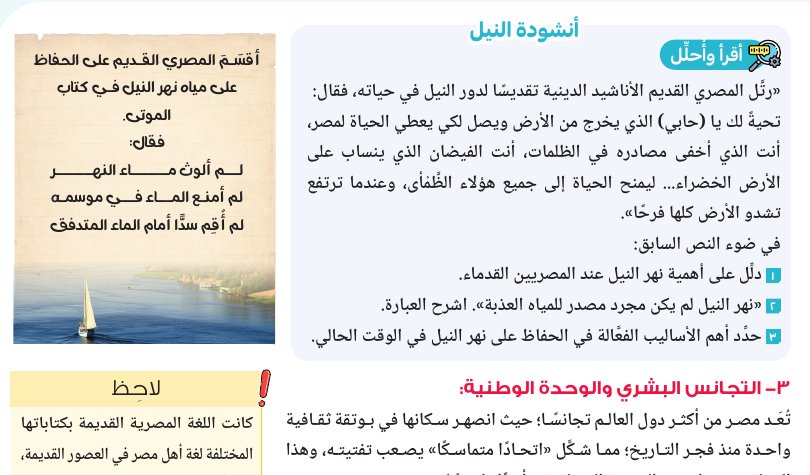 أنشودة النيل
أقرأ وأُحلِّل
«رتَّل المصري القديم الأناشيد الدينية تقديسًا لدور النيل في حياته، فقال:
تحيةً لك يا (حابي) الذي يخرج من الأرض ويصل لكي يعطي الحياة لمصر،
أنت الذي أخفى مصادره في الظلمات، أنت الفيضان الذي ينساب على
الأرض الخضراء... ليمنح الحياة إلى جميع هؤلاء الظَّمْأى، وعندما ترتفع
تشدو الأرض كلها فرحًا».
في ضوء النص السابق:
١ دلِّل على أهمية نهر النيل عند المصريين القدماء.
٢ «نهر النيل لم يكن مجرد مصدر للمياه العذبة». اشرح العبارة.
٣ حدِّد أهم الأساليب الفعَّالة في الحفاظ على نهر النيل في الوقت الحالي.
أقسَمَ المصري القديم على الحفاظ
على مياه نهر النيل في كتاب
الموتى.
فقال:
لم ألوث ماء النهر
لم أمنع الماء في موسمه
لم أُقِم سدًّا أمام الماء المتدفق
٣- التجانس البشري والوحدة الوطنية:
تُعَد مصر من أكثر دول العالم تجانسًا؛ حيث انصهر سكانها في بوتقة ثقافية
واحدة منذ فجر التاريخ؛ مما شكَّل «اتحادًا متماسكًا» يصعب تفتيته، وهذا
لاحِظ
كانت اللغة المصرية القديمة بكتاباتها
المختلفة لغة أهل مصر في العصور القديمة،